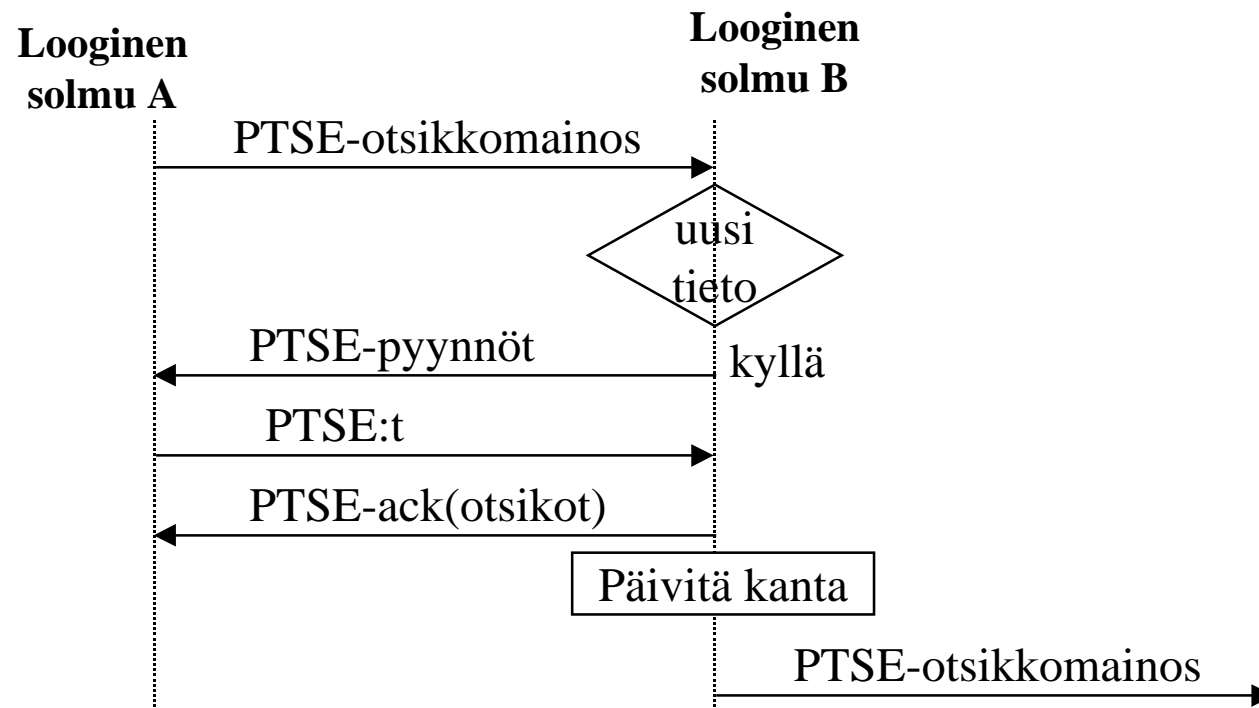 Looginen
solmu A
Looginen
solmu B
PTSE-otsikkomainos
uusi
tieto
PTSE-pyynnöt
kyllä
PTSE:t
PTSE-ack(otsikot)
Päivitä kanta
PTSE-otsikkomainos